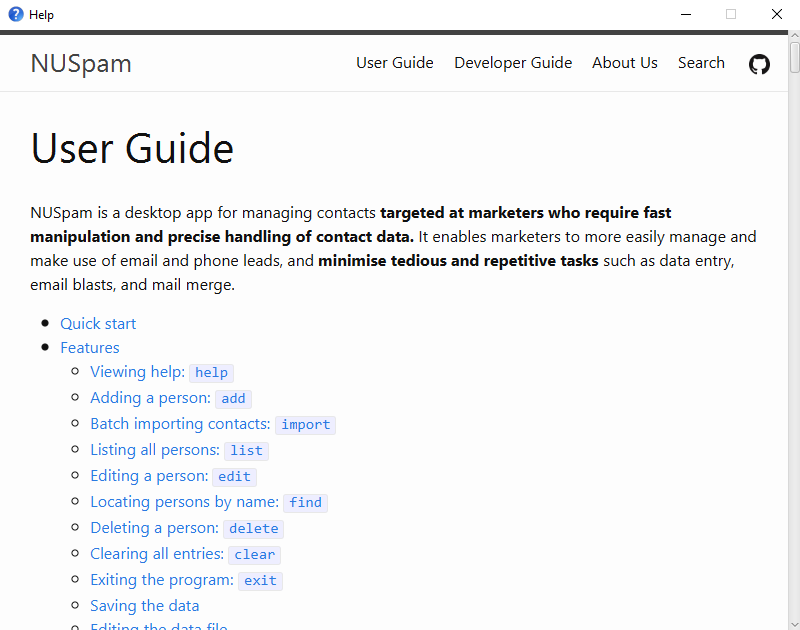 Help
NUSpam
User Guide Developer Guide About Us Search
User Guide
NUSpam is a desktop app for managing contacts targeted at marketers who require fast
manipulation and precise handling of contact data. It enables marketers to more easily manage and
make use of email and phone leads, and minimise tedious and repetitive tasks such as data entry,
email blasts, and mail merge.
Quick start
Features
Viewing help: help
Adding a person: add
Batch importing contacts: import
Listing all persons: list
Editing a person: edit
Locating persons by name: find
Deleting a person: delete
Clearing all entries: clear
Exiting the program: exit
Saving the data
Editing the data file